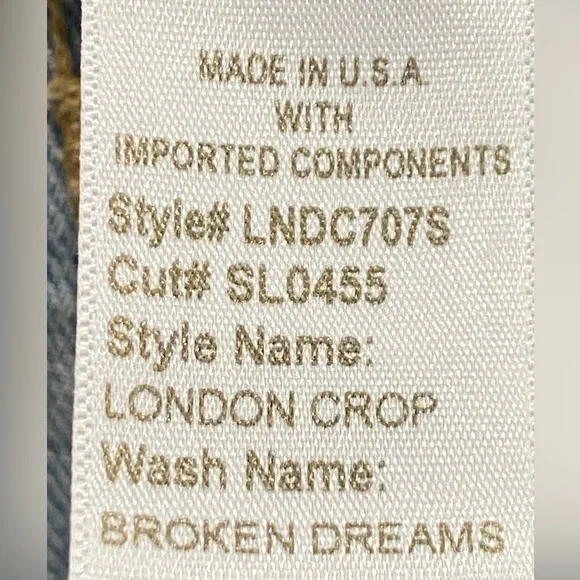 MADE IN U.S.A.
WITH
IMPORTED COMPONENTS
Style# LNDC707S
Cut# SL0455
Style Name:
LONDON CROP
Wash Name:
BROKEN DREAMS